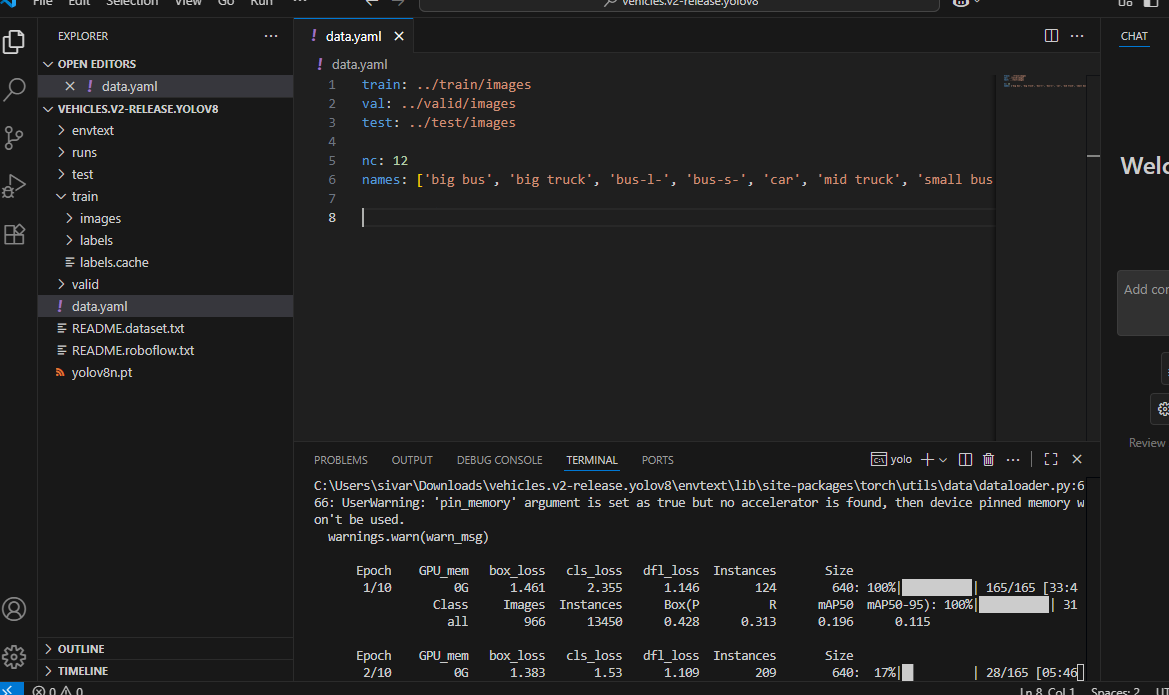 File Edit Selection View Go Run ···
vehicles.v2-release.yolov8
EXPLORER
OPEN EDITORS
data.yaml
VEHICLES.V2-RELEASE.YOLOV8
envtext
runs
test
train
images
labels
labels.cache
valid
data.yaml
README.dataset.txt
README.roboflow.txt
yolov8n.pt
OUTLINE
TIMELINE
data.yaml
data.yaml
1 train: ../train/images
2 val: ../valid/images
3 test: ../test/images
4
5 nc: 12
6 names: ['big bus', 'big truck', 'bus-l-', 'bus-s-', 'car', 'mid truck', 'small bus
7
8
PROBLEMS OUTPUT DEBUG CONSOLE TERMINAL PORTS
yolo
C:\Users\sivar\Downloads\vehicles.v2-release.yolov8\envtext\lib\site-packages\torch\utils\data\dataloader.py:6
66: UserWarning: 'pin_memory' argument is set as true but no accelerator is found, then device pinned memory w
on't be used.
warnings.warn(warn_msg)
Epoch GPU_mem box_loss cls_loss dfl_loss Instances Size
1/10 0G 1.461 2.355 1.146 124 640: 100%| | 165/165 [33:4
Class Images Instances Box(P R mAP50 mAP50-95): 100%| | 31
all 966 13450 0.428 0.313 0.196 0.115
Epoch GPU_mem box_loss cls_loss dfl_loss Instances Size
2/10 0G 1.383 1.53 1.109 209 640: 17%| | 28/165 [05:46
CHAT
Welc
Add cor
Review
0 0
Ln 8, Col 1 Spaces: 2 UT